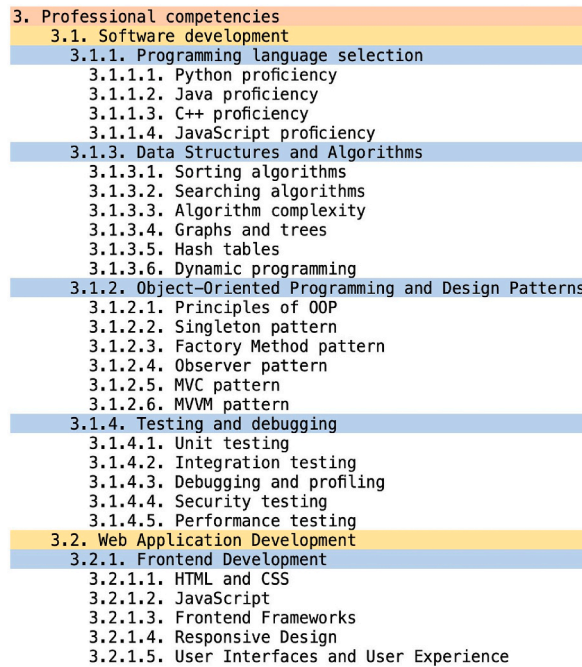 3. Professional competencies
3.1. Software development
3.1.1. Programming language selection
3.1.1.1. Python proficiency
3.1.1.2. Java proficiency
3.1.1.3. C++ proficiency
3.1.1.4. JavaScript proficiency
3.1.3. Data Structures and Algorithms
3.1.3.1. Sorting algorithms
3.1.3.2. Searching algorithms
3.1.3.3. Algorithm complexity
3.1.3.4. Graphs and trees
3.1.3.5. Hash tables
3.1.3.6. Dynamic programming
3.1.2. Object-Oriented Programming and Design Patterns
3.1.2.1. Principles of OOP
3.1.2.2. Singleton pattern
3.1.2.3. Factory Method pattern
3.1.2.4. Observer pattern
3.1.2.5. MVC pattern
3.1.2.6. MVVM pattern
3.1.4. Testing and debugging
3.1.4.1. Unit testing
3.1.4.2. Integration testing
3.1.4.3. Debugging and profiling
3.1.4.4. Security testing
3.1.4.5. Performance testing
3.2. Web Application Development
3.2.1. Frontend Development
3.2.1.1. HTML and CSS
3.2.1.2. JavaScript
3.2.1.3. Frontend Frameworks
3.2.1.4. Responsive Design
3.2.1.5. User Interfaces and User Experience